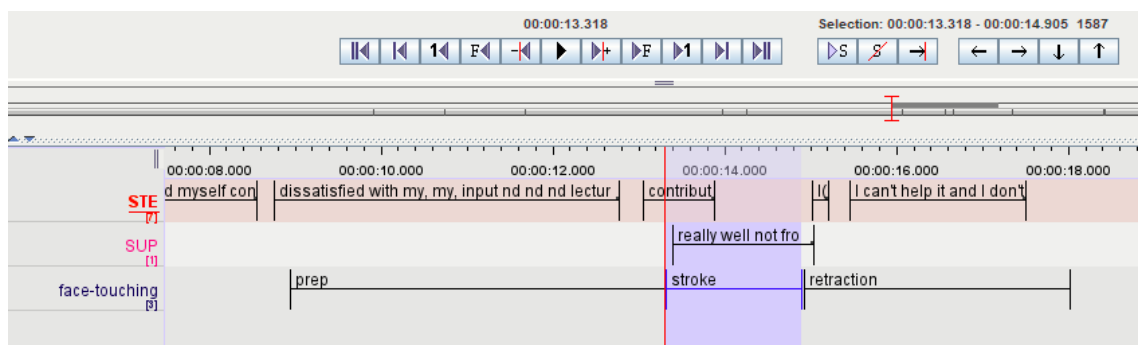 00:00:13.318
Selection: 00:00:13.318 - 00:00:14.905 1587
1 F F 1 S S
00:00:08.000 00:00:10.000 00:00:12.000 00:00:14.000 00:00:16.000 00:00:18.000
STE d myself con dissatisfied with my, my, input nd nd nd lectur contribut I( I can't help it and I don't
[7]
SUP really well not fro
[1]
face-touching prep stroke retraction
[3]